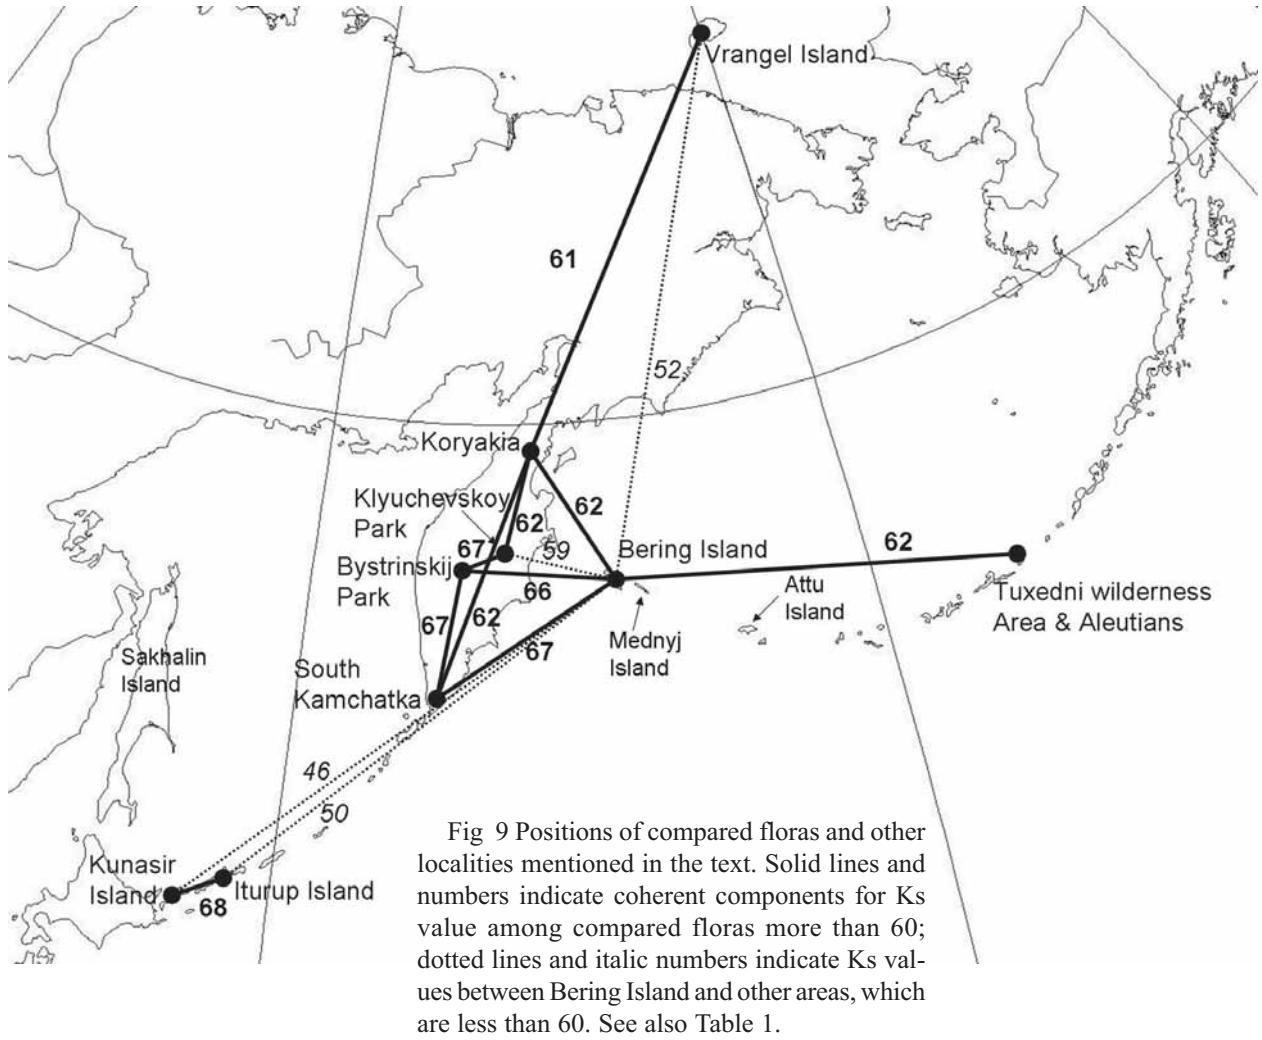 Vrangel Island
61
52
Koryakia
Klyuchevskoy
Park
62
62
67
59
Bering Island
62
Bystrinskij
Park
66
Attu
Island
Tuxedni wilderness
Area & Aleutians
67
62
Mednyj
Island
67
Sakhalin
Island
South
Kamchatka
46
50
Kunasir
Island
Iturup Island
68
Fig 9 Positions of compared floras and other
localities mentioned in the text. Solid lines and
numbers indicate coherent components for Ks
value among compared floras more than 60;
dotted lines and italic numbers indicate Ks val-
ues between Bering Island and other areas, which
are less than 60. See also Table 1.